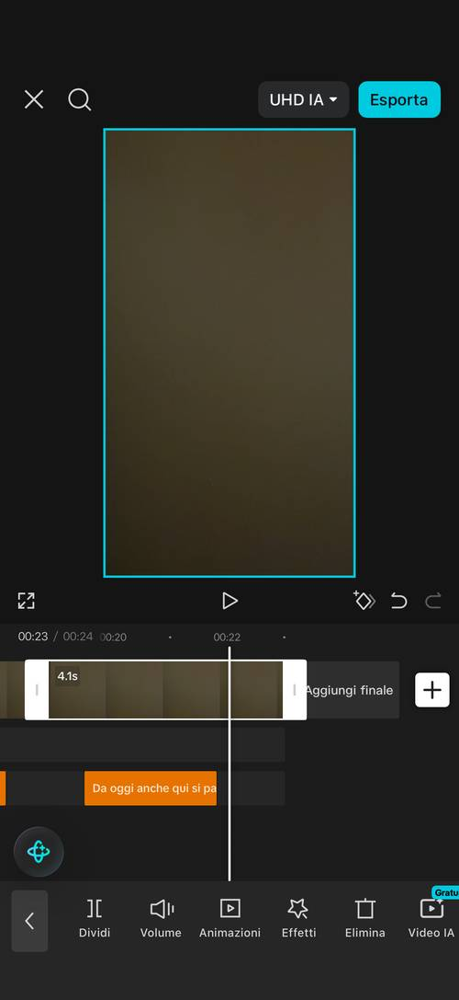 UHD IA
Esporta
00:23 / 00:24
00:20
00:22
4.1s
Aggiungi finale
Da oggi anche qui si pa
Gratu
Dividi
Volume
Animazioni
Effetti
Elimina
Video IA